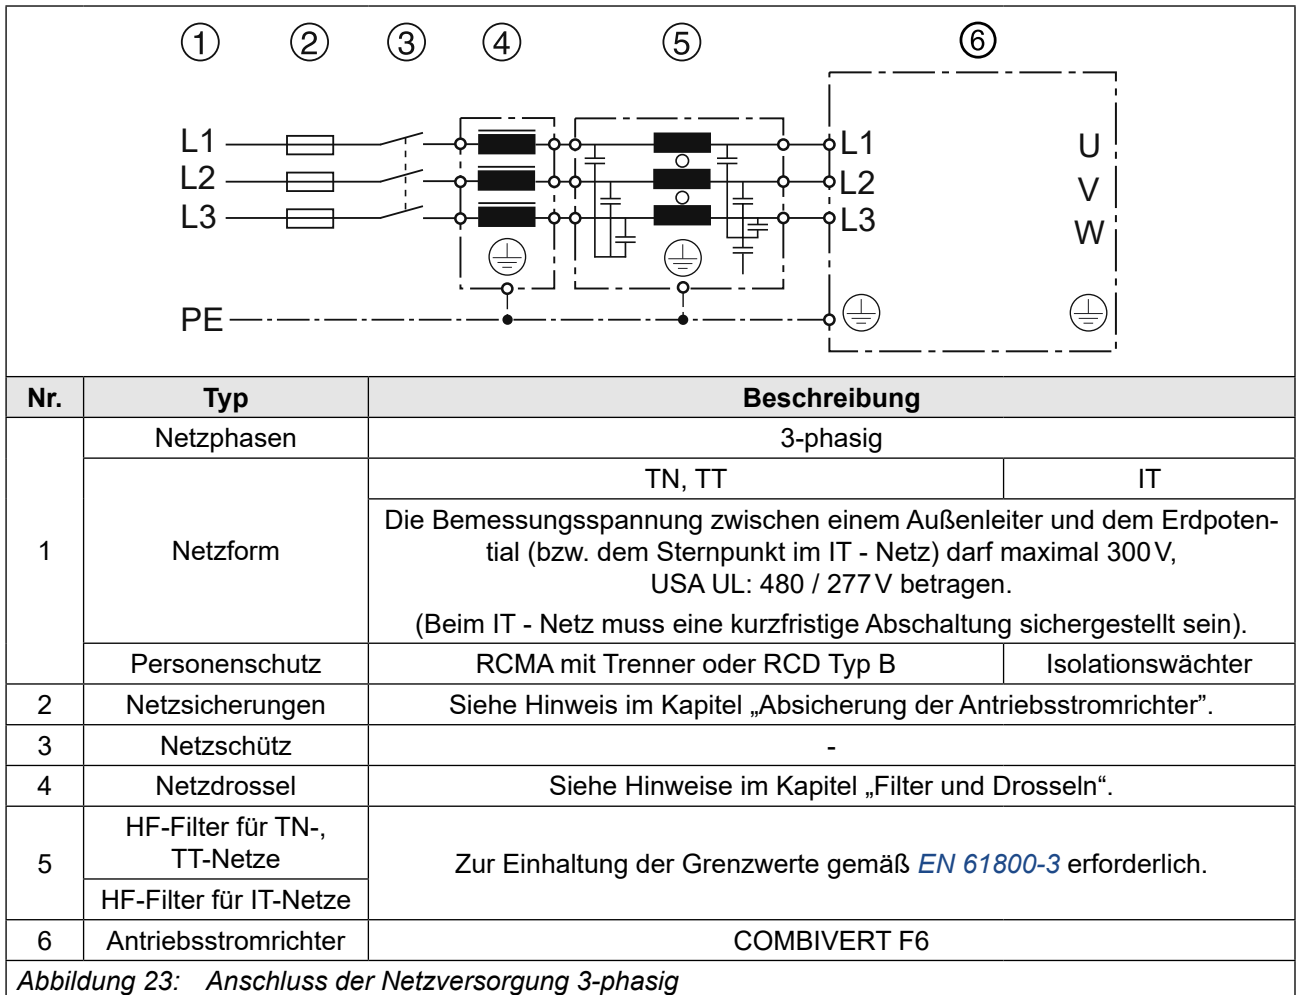 1 2 3 4 5 6
L1 L1 U
L2 L2 V
L3 L3 W
PE
Nr. Typ Beschreibung
1 Netzphasen 3-phasig
Netzform TN, TT IT
Die Bemessungsspannung zwischen einem Außenleiter und dem Erdpoten-
tial (bzw. dem Sternpunkt im IT - Netz) darf maximal 300 V,
USA UL: 480 / 277 V betragen.
(Beim IT - Netz muss eine kurzfristige Abschaltung sichergestellt sein).
Personenschutz RCMA mit Trenner oder RCD Typ B Isolationswächter
2 Netzsicherungen Siehe Hinweis im Kapitel „Absicherung der Antriebsstromrichter”.
3 Netzschütz -
4 Netzdrossel Siehe Hinweise im Kapitel „Filter und Drosseln“.
5 HF-Filter für TN-,
TT-Netze
Zur Einhaltung der Grenzwerte gemäß EN 61800-3 erforderlich.
HF-Filter für IT-Netze
6 Antriebsstromrichter COMBIVERT F6
Abbildung 23: Anschluss der Netzversorgung 3-phasig